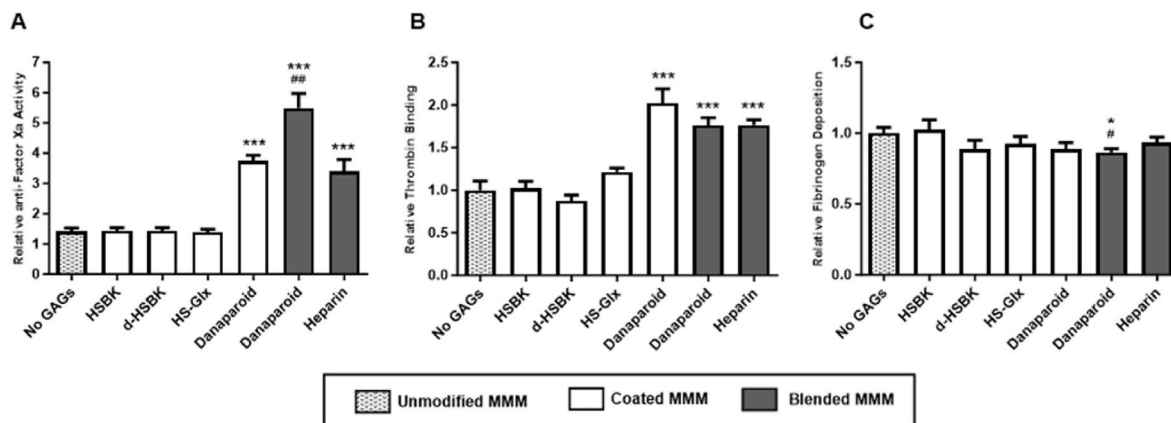 A
Relative anti-Factor Xa Activity
7
6
5
4
3
2
1
0
***
***
##
***
No GAGs
HSBK
d-HSBK
HS-Glx
Danaparoid
Danaparoid
Heparin
B
Relative Thrombin Binding
2.5
2.0
1.5
1.0
0.5
0.0
***
***
***
No GAGs
HSBK
d-HSBK
HS-Glx
Danaparoid
Danaparoid
Heparin
C
Relative Fibrinogen Deposition
1.5
1.0
0.5
0.0
*
#
No GAGs
HSBK
d-HSBK
HS-Glx
Danaparoid
Danaparoid
Heparin
Unmodified MMM
Coated MMM
Blended MMM